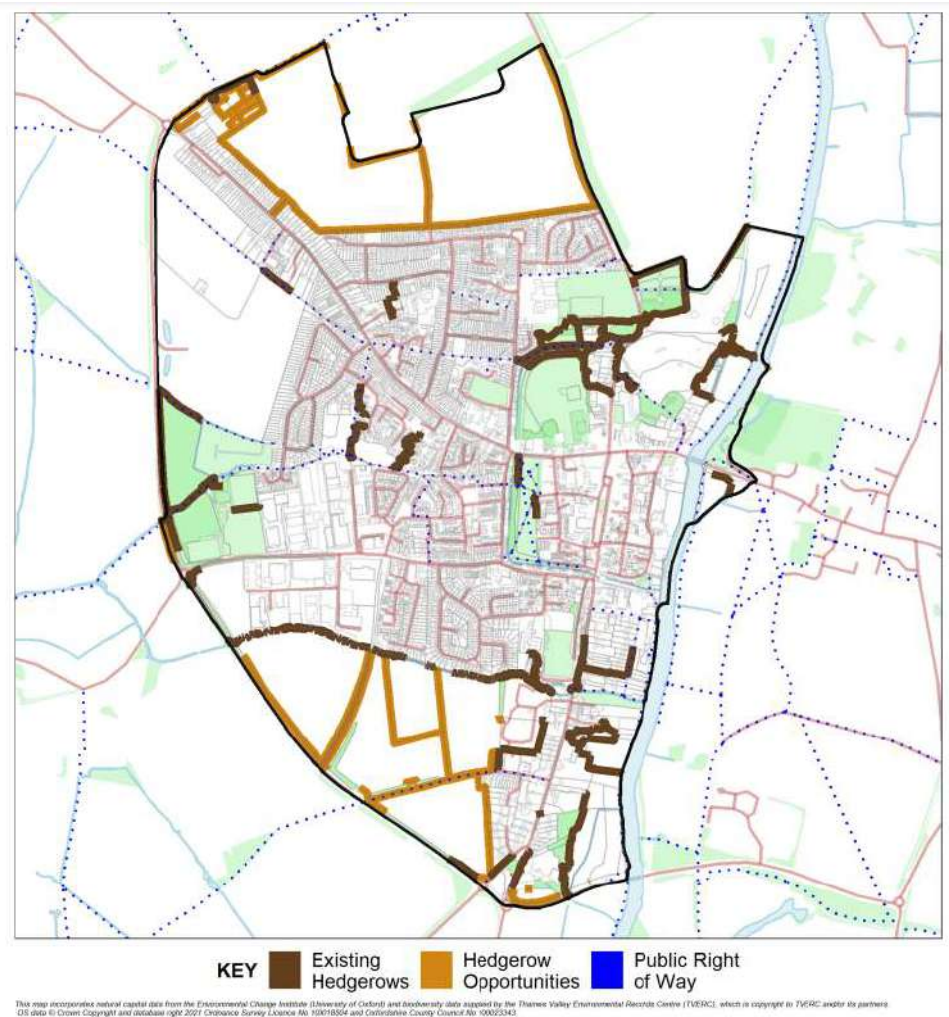 KEY
Existing
Hedgerows
Hedgerow
Opportunities
Public Right
of Way
This map incorporates natural capital data from the Environmental Change Institute (University of Oxford) and biodiversity data supplied by the Thames Valley Environmental Records Centre (TVERC), which is copyright to TVERC and/or its partners.
OS data © Crown Copyright and database right 2021 Ordnance Survey Licence No 100018504 and Oxfordshire County Council No 100023343